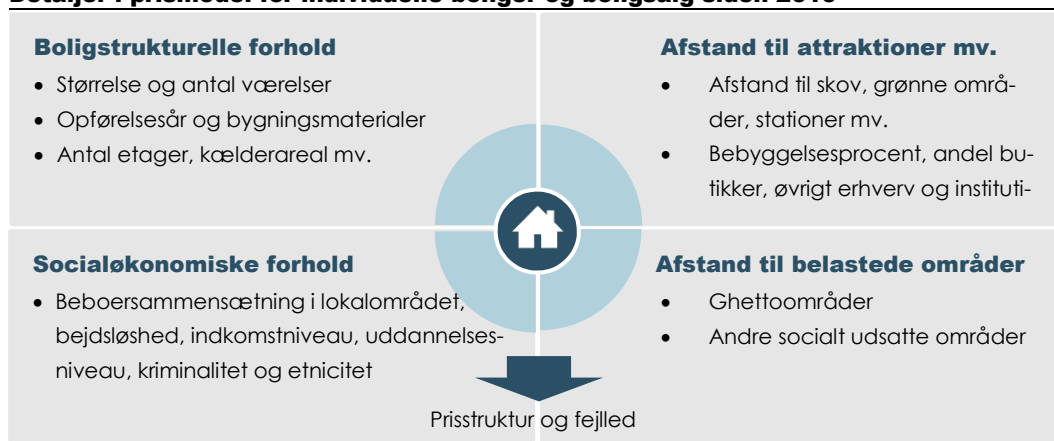 Boligstrukturelle forhold
• Størrelse og antal værelser
• Opførelsesår og bygningsmaterialer
• Antal etager, kælderareal mv.
Afstand til attraktioner mv.
• Afstand til skov, grønne områ-
der, stationer mv.
• Bebyggelsesprocent, andel bu-
tikker, øvrigt erhverv og instituti-
Socialøkonomiske forhold
• Beboersammensætning i lokalområdet,
bejdsløshed, indkomstniveau, uddannelses-
niveau, kriminalitet og etnicitet
Afstand til belastede områder
• Ghettoområder
• Andre socialt udsatte områder
Prisstruktur og fejlled